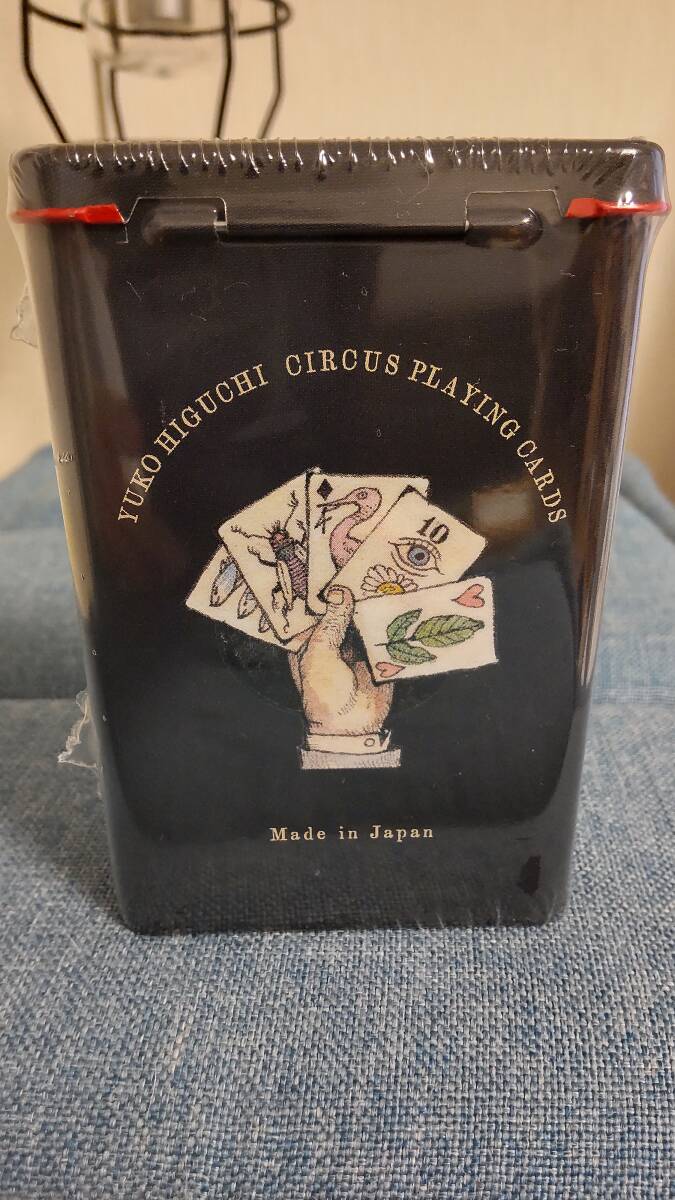 YUKO HIGUCHI CIRCUS PLAYING CARDS
10
Made in Japan